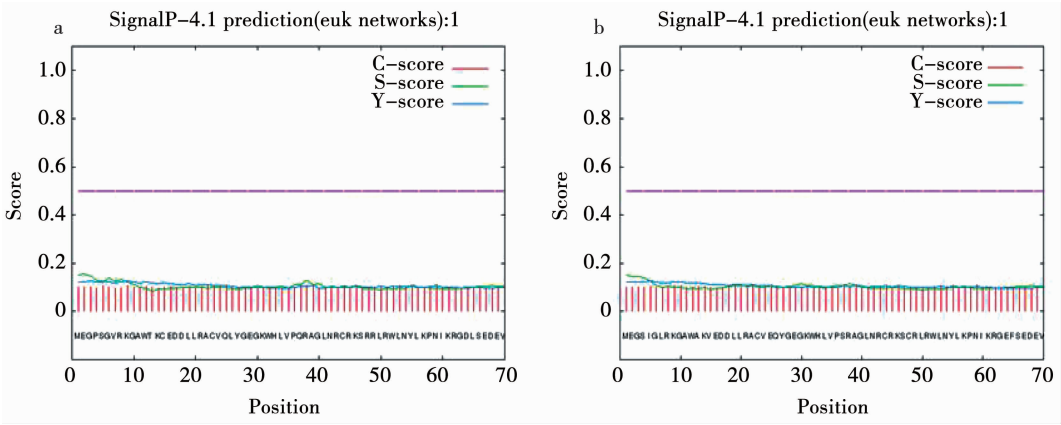 a
SignalP-4.1 prediction(euk networks):1
C-score
S-score
Y-score
1.0
0.8
0.6
0.4
0.2
0
Score
MEGPSGVRKGAWTKCEDDLLRACVQLYGEGKWHLVPQRAGLNRCRKSRRLRWLNYLKPNIKRGDLSEDEV
0 10 20 30 40 50 60 70
Position
b
SignalP-4.1 prediction(euk networks):1
C-score
S-score
Y-score
1.0
0.8
0.6
0.4
0.2
0
Score
MEGSIGLRKGAWAKVEDDLLRACVEQYGEGKWHLVPSRAGLNRCRKSCRLRWLNYLKPNIKRGEFSEDEV
0 10 20 30 40 50 60 70
Position